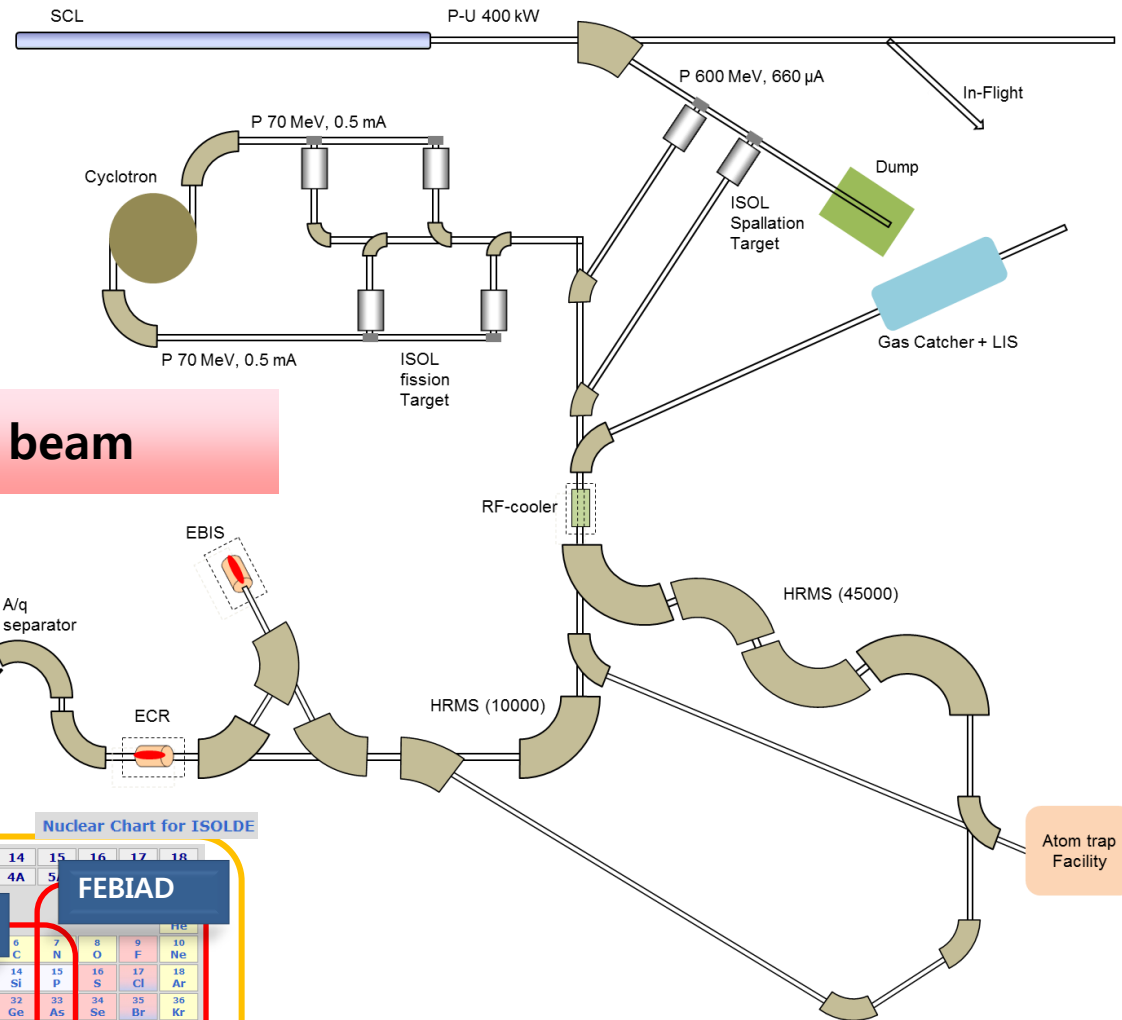 SCL
P-U 400 kW
P 600 MeV, 660 µA
In-Flight
P 70 MeV, 0.5 mA
Cyclotron
Dump
ISOL
Spallation
Target
Gas Catcher + LIS
P 70 MeV, 0.5 mA
ISOL
fission
Target
beam
RF-cooler
EBIS
HRMS (45000)
A/q
separator
HRMS (10000)
ECR
Atom trap
Facility
Nuclear Chart for ISOLDE
14 15 16 17 18
4A
FEBIAD
He
6 7 8 9 10
C N O F Ne
14 15 16 17 18
Si P S Cl Ar
32 33 34 35 36
Ge As Se Br Kr